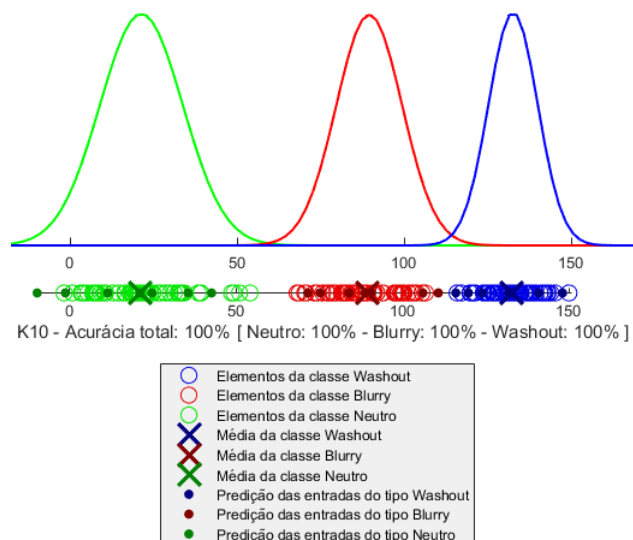 0 50 100 150
0 50 100 150
K10 - Acurácia total: 100% [ Neutro: 100% - Blurry: 100% - Washout: 100% ]
Elementos da classe Washout
Elementos da classe Blurry
Elementos da classe Neutro
Média da classe Washout
Média da classe Blurry
Média da classe Neutro
Predição das entradas do tipo Washout
Predição das entradas do tipo Blurry
Predição das entradas do tipo Neutro